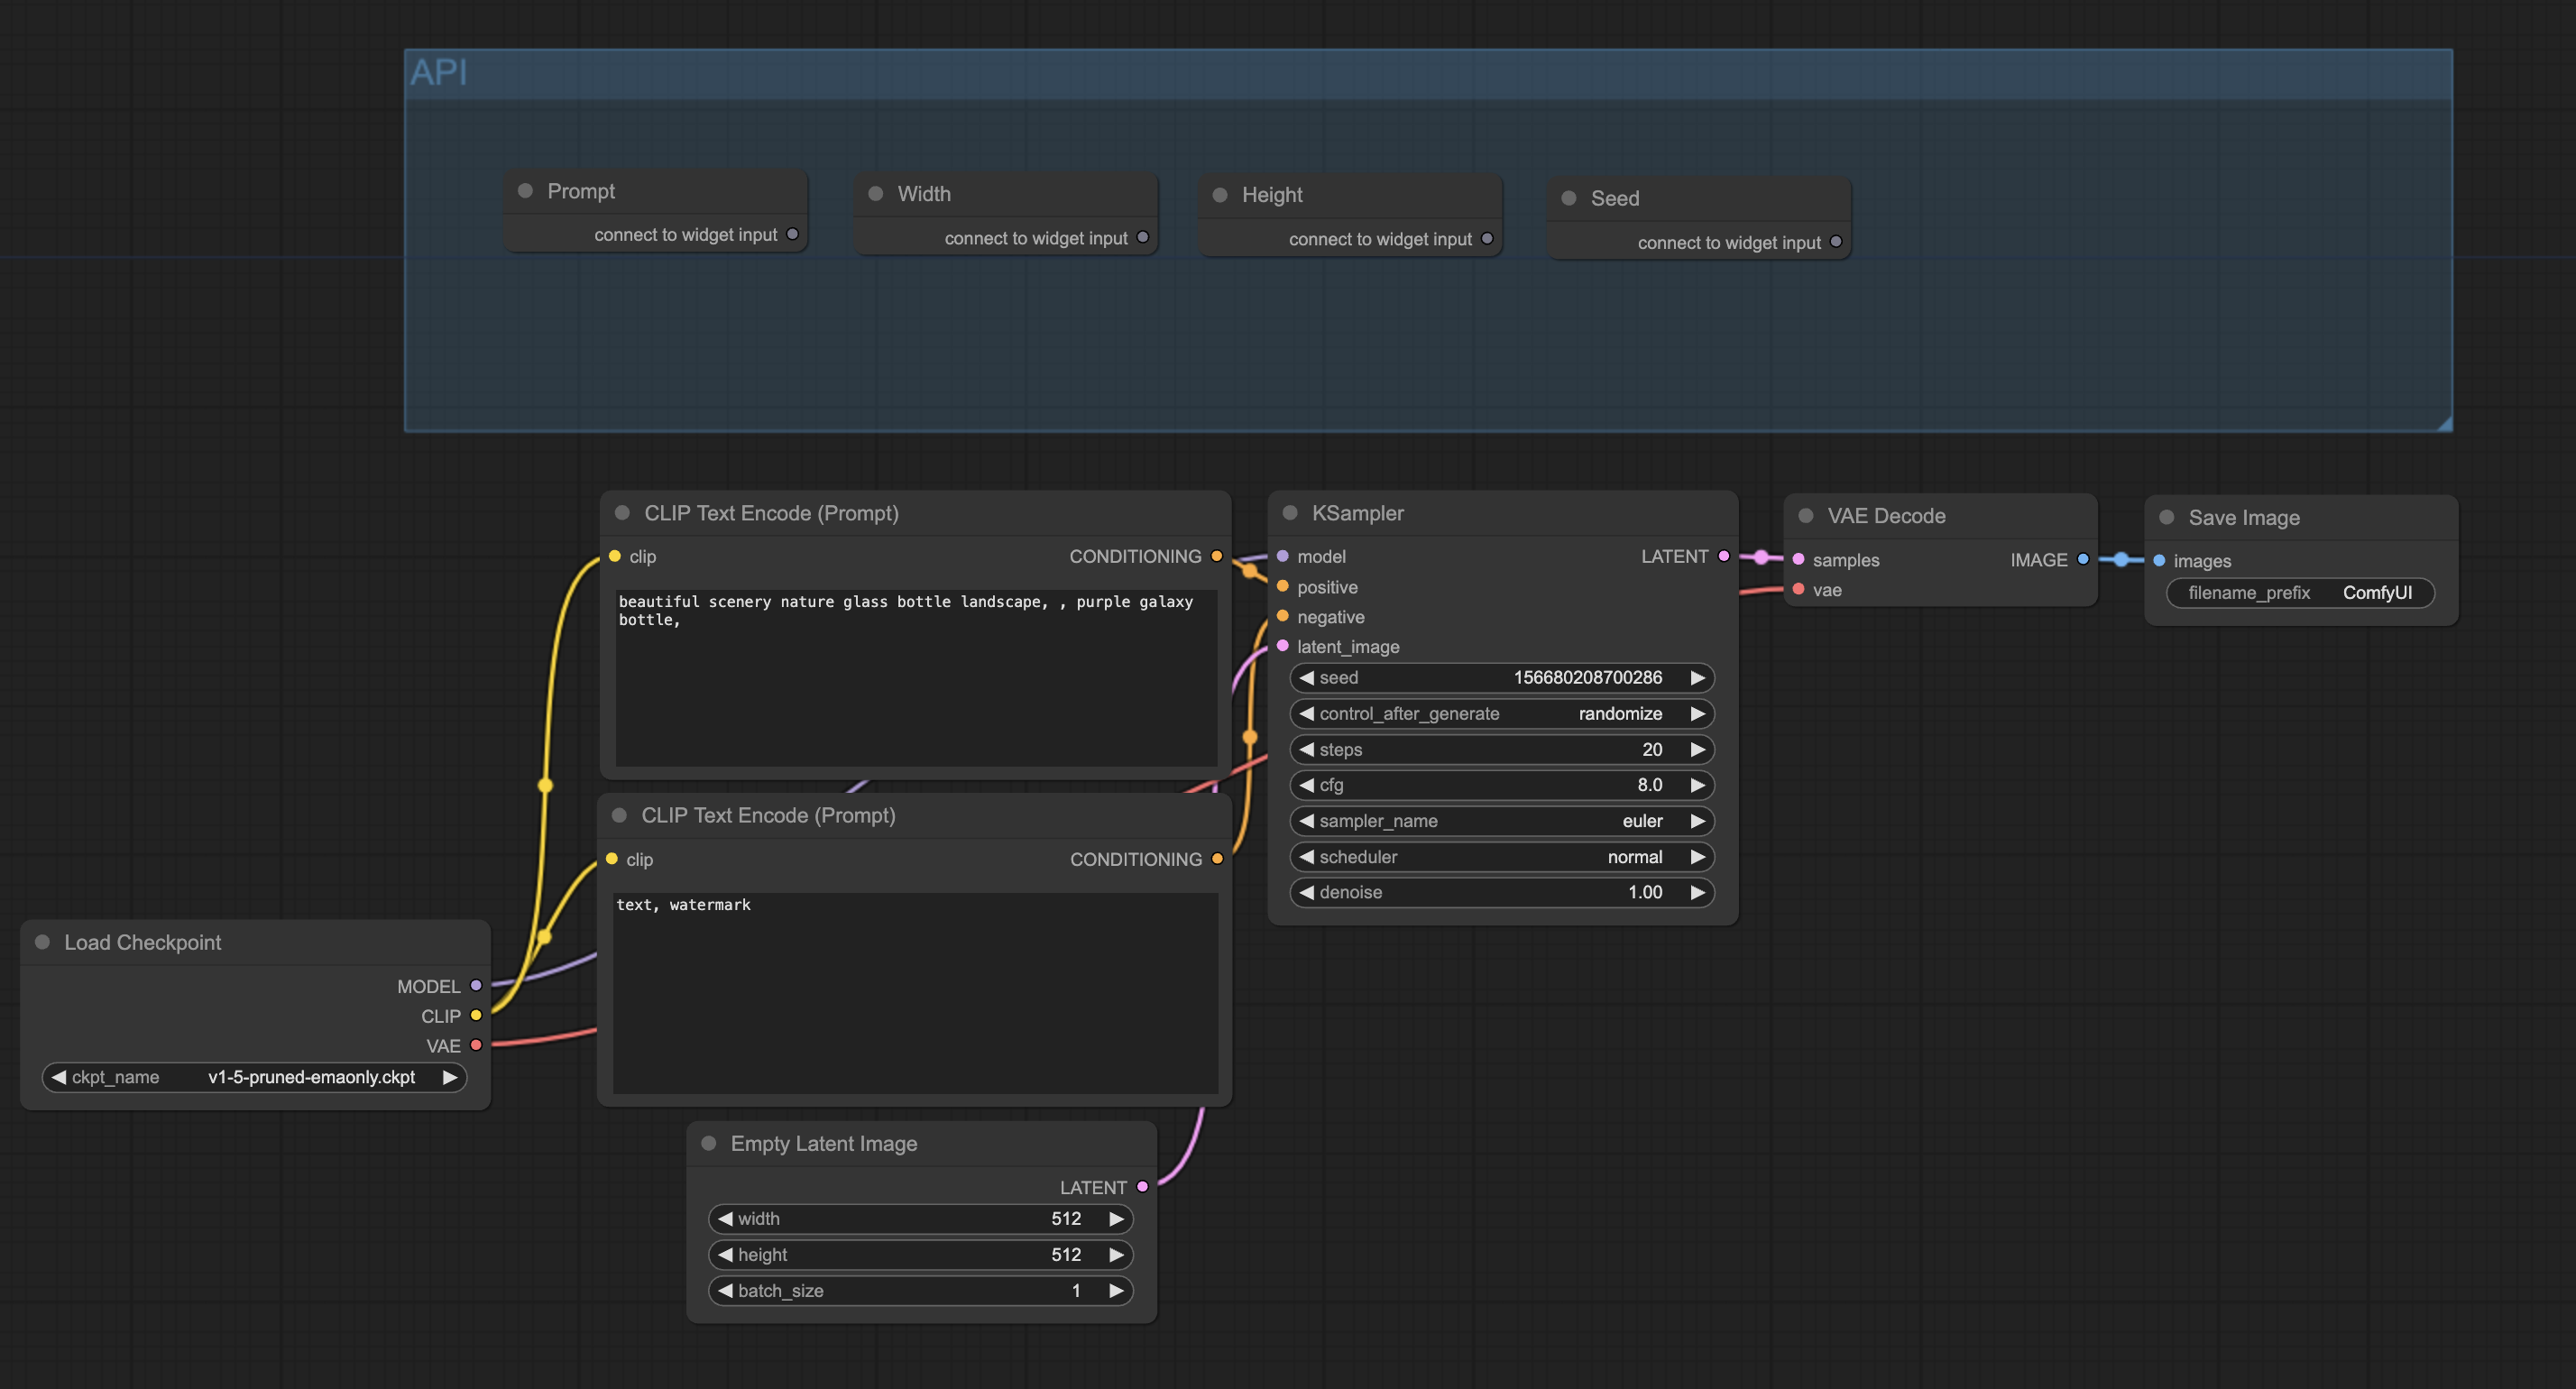 API
Prompt
connect to widget input
Width
connect to widget input
Height
connect to widget input
Seed
connect to widget input
CLIP Text Encode (Prompt)
clip CONDITIONING
beautiful scenery nature glass bottle landscape, , purple galaxy
bottle,
CLIP Text Encode (Prompt)
clip CONDITIONING
text, watermark
Load Checkpoint
MODEL
CLIP
VAE
ckpt_name v1-5-pruned-emaonly.ckpt
Empty Latent Image
LATENT
width 512
height 512
batch_size 1
KSampler
model LATENT
positive
negative
latent_image
seed 156680208700286
control_after_generate randomize
steps 20
cfg 8.0
sampler_name euler
scheduler normal
denoise 1.00
VAE Decode
samples IMAGE
vae
Save Image
images
filename_prefix ComfyUI